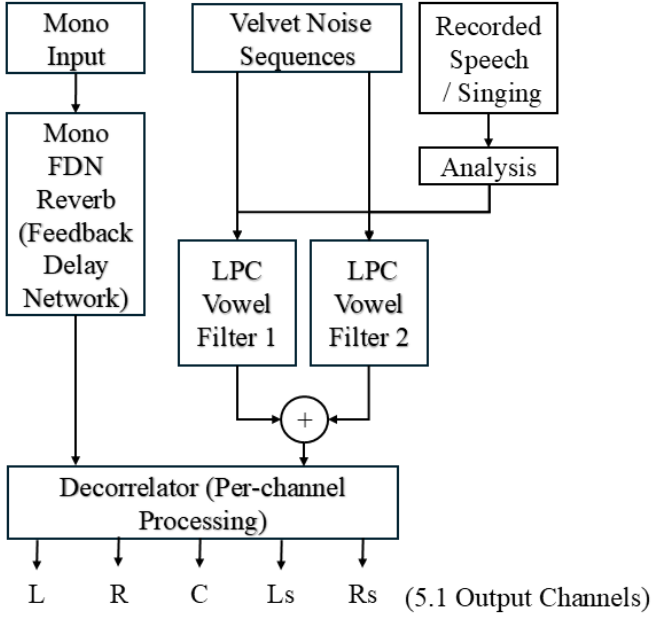 Mono
Input
Velvet Noise
Sequences
Recorded
Speech
/ Singing
Mono
FDN
Reverb
(Feedback
Delay
Network)
Analysis
LPC
Vowel
Filter 1
LPC
Vowel
Filter 2
+
Decorrelator (Per-channel
Processing)
L R C Ls Rs (5.1 Output Channels)